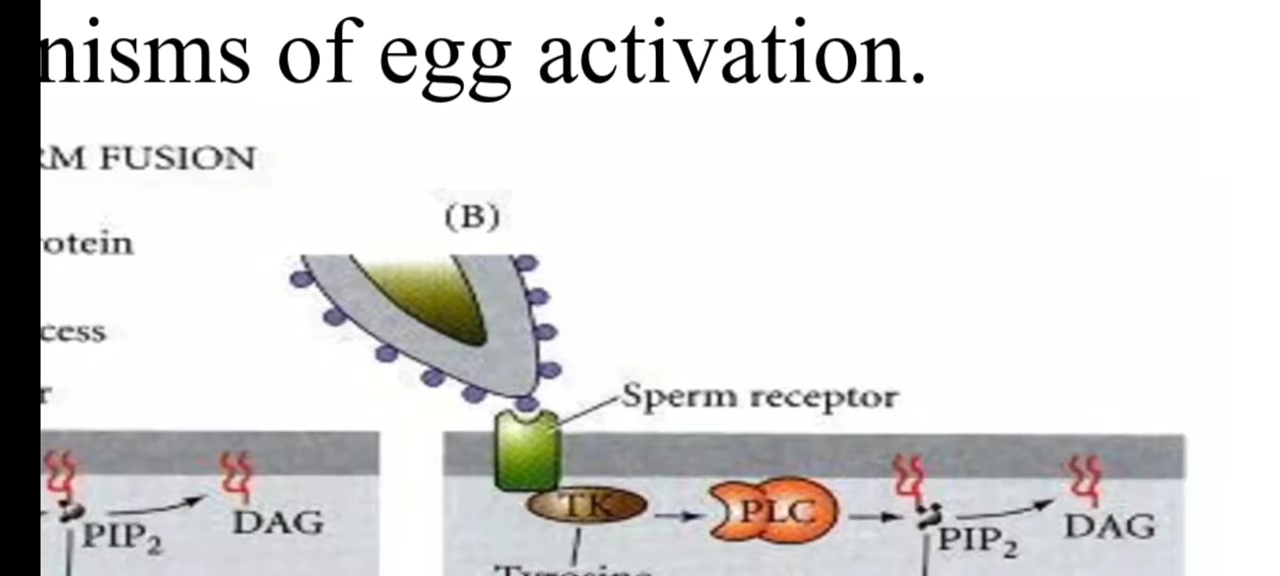 nisms of egg activation.
M FUSION
(B)
otein
cess
r
Sperm receptor
TK
PLC
PIP₂
DAG
PIP₂
DAG